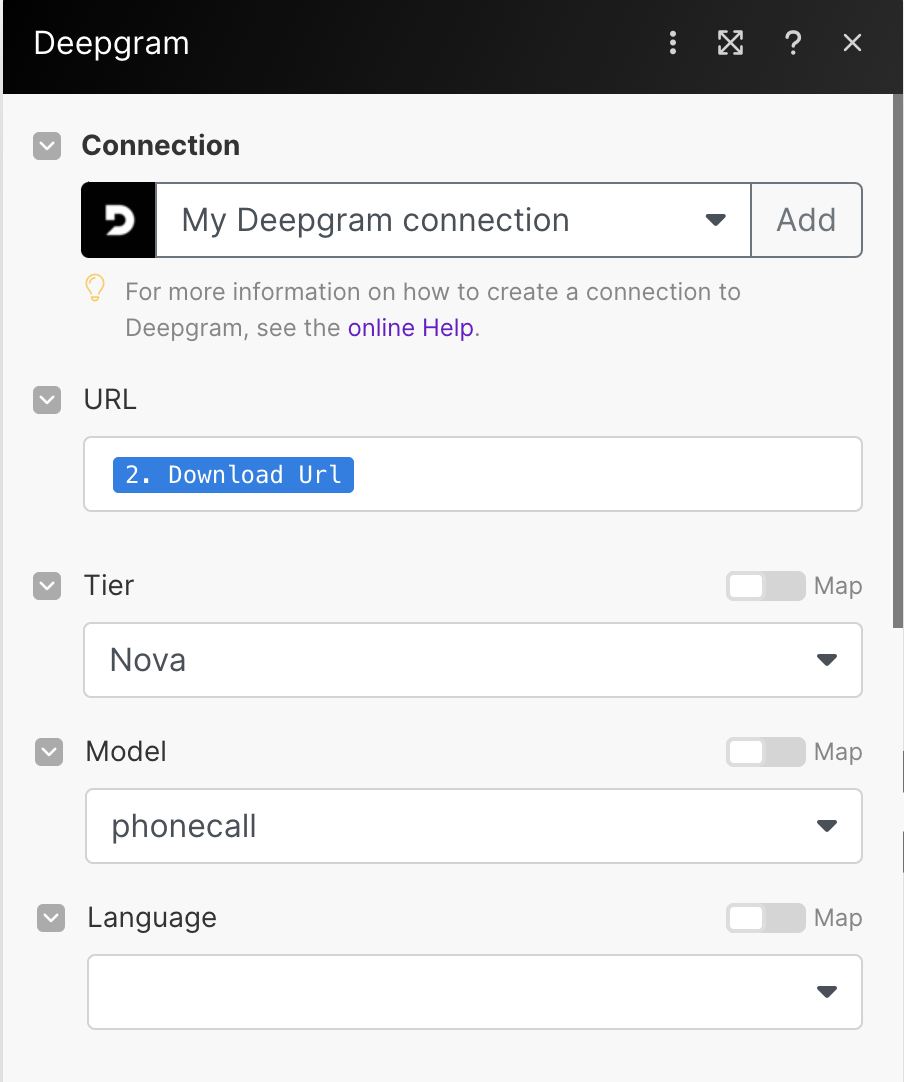 Deepgram
Connection
My Deepgram connection
Add
For more information on how to create a connection to
Deepgram, see the online Help.
URL
2. Download Url
Tier
Map
Nova
Model
Map
phonecall
Language
Map